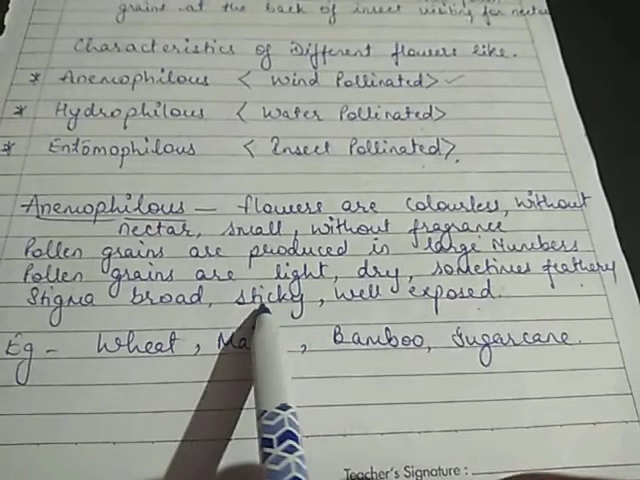 grains at the back of insect visiting for nectar
Characteristics of Different flowers like.
* Anemophilous < Wind Pollinated> ✓
* Hydrophilous < Water Pollinated>
* Entomophilous < Insect Pollinated>.
Anemophilous — flowers are colourless, without
nectar, small, without fragrance
Pollen grains are produced in large Numbers
Pollen grains are light, dry, sometimes feathery
Stigma broad, sticky, well exposed.
Eg - Wheat, , Bamboo, Sugarcane.
Teacher's Signature :